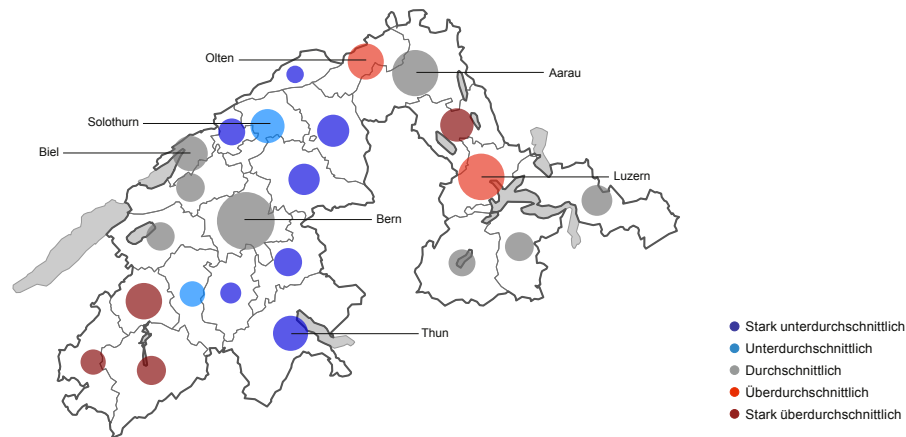 Olten
Aarau
Solothurn
Biel
Luzern
Bern
Thun
Stark unterdurchschnittlich
Unterdurchschnittlich
Durchschnittlich
Überdurchschnittlich
Stark überdurchschnittlich